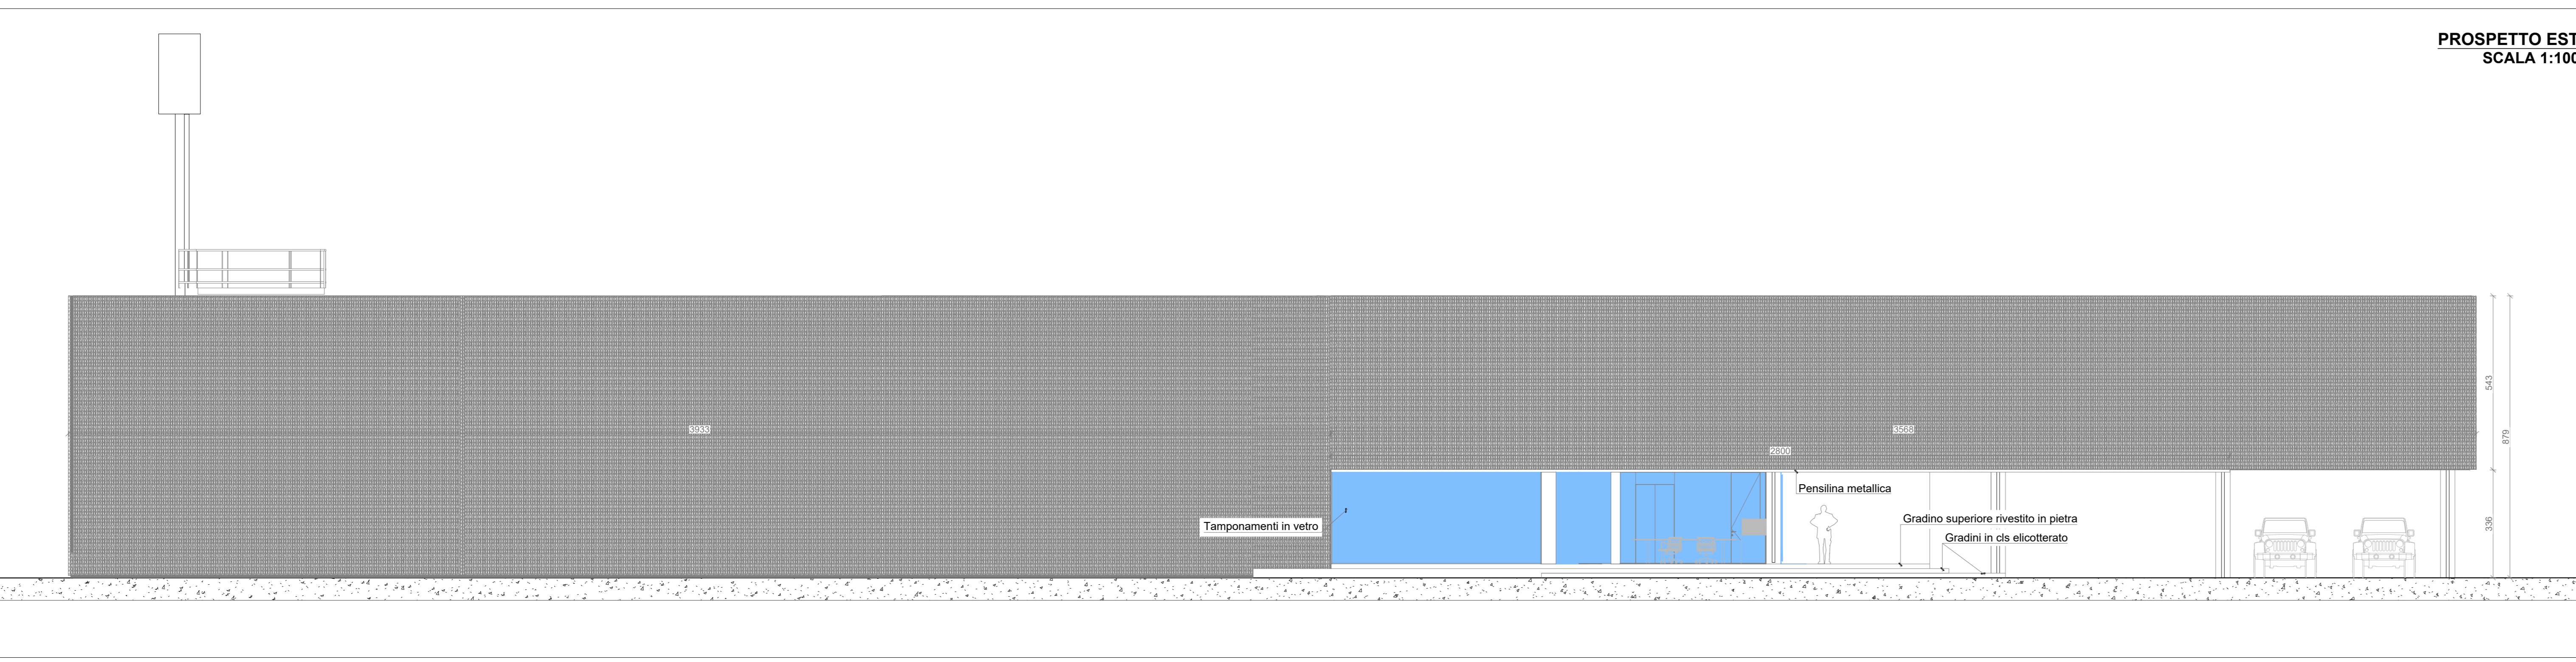 PROSPETTO EST
SCALA 1:100
3933
3568
2800
543
879
336
Pensilina metallica
Tamponamenti in vetro
Gradino superiore rivestito in pietra
Gradini in cls elicotterato